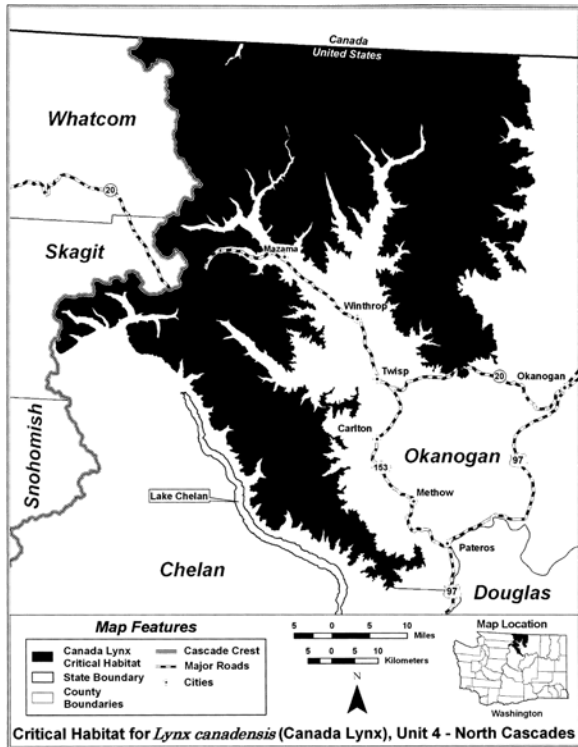 Canada
United States
Whatcom
20
Skagit
Mazama
Winthrop
Twisp
20
Okanogan
Carlton
Okanogan
Snohomish
153
97
Methow
Lake Chelan
Pateros
Chelan
97
Douglas
Map Features
Canada Lynx
Critical Habitat
State Boundary
County
Boundaries
Cascade Crest
Major Roads
Cities
5 0 5 10
Miles
5 0 5 10
Kilometers
N
Map Location
Washington
Critical Habitat for Lynx canadensis (Canada Lynx), Unit 4 - North Cascades